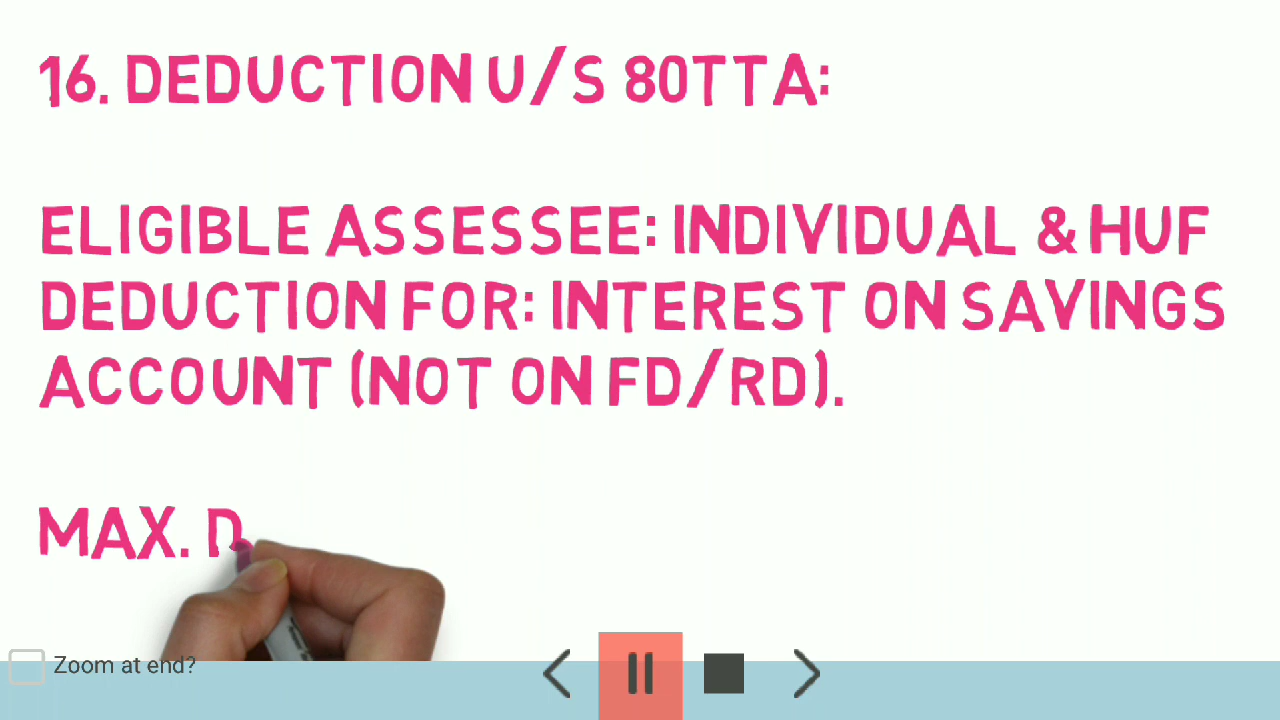 16. DEDUCTION U/S 80TTA:
ELIGIBLE ASSESSEE: INDIVIDUAL & HUF
DEDUCTION FOR: INTEREST ON SAVINGS
ACCOUNT (NOT ON FD/RD).
MAX. D
Zoom at end?